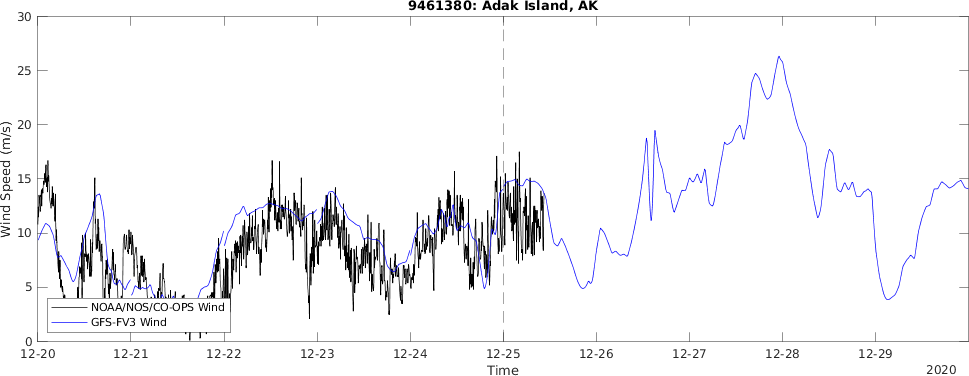 9461380: Adak Island, AK
30
25
20
15
10
5
0
Wind Speed (m/s)
NOAA/NOS/CO-OPS Wind
GFS-FV3 Wind
12-20 12-21 12-22 12-23 12-24 12-25 12-26 12-27 12-28 12-29
Time
2020